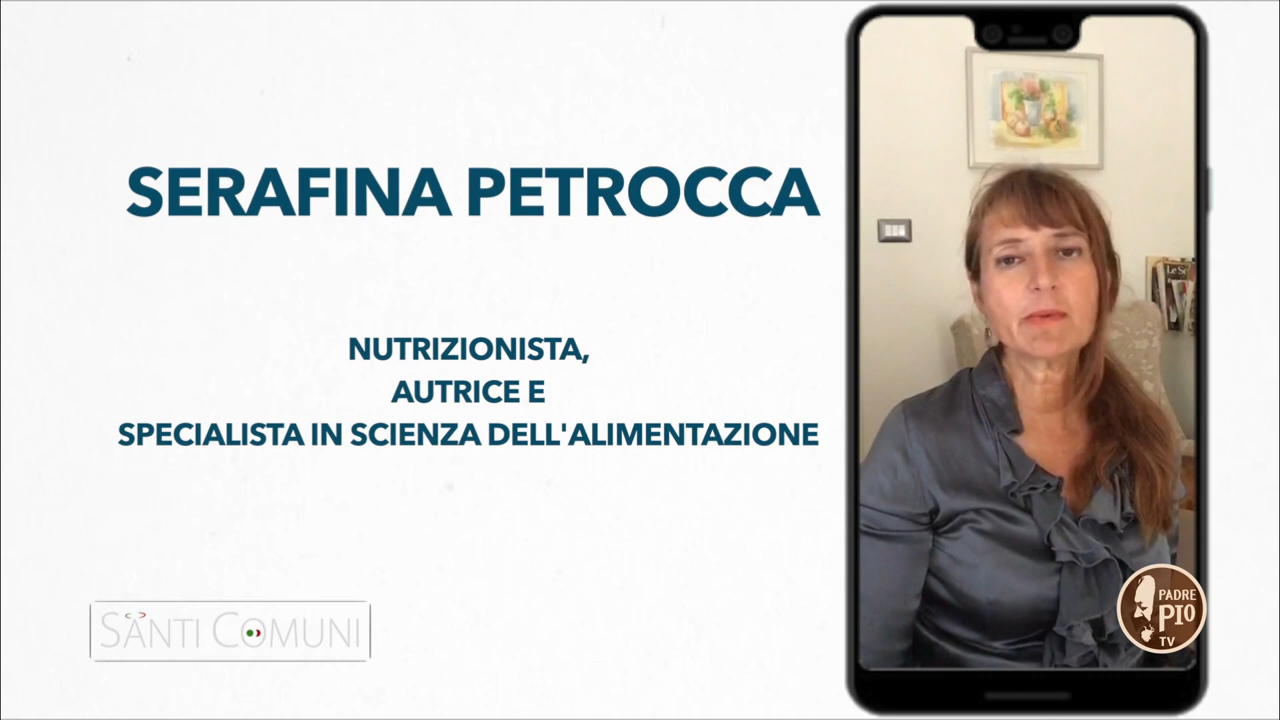 SERAFINA PETROCCA
NUTRIZIONISTA,
AUTRICE E
SPECIALISTA IN SCIENZA DELL'ALIMENTAZIONE
SANTI COMUNI
PADRE
PIO
TV